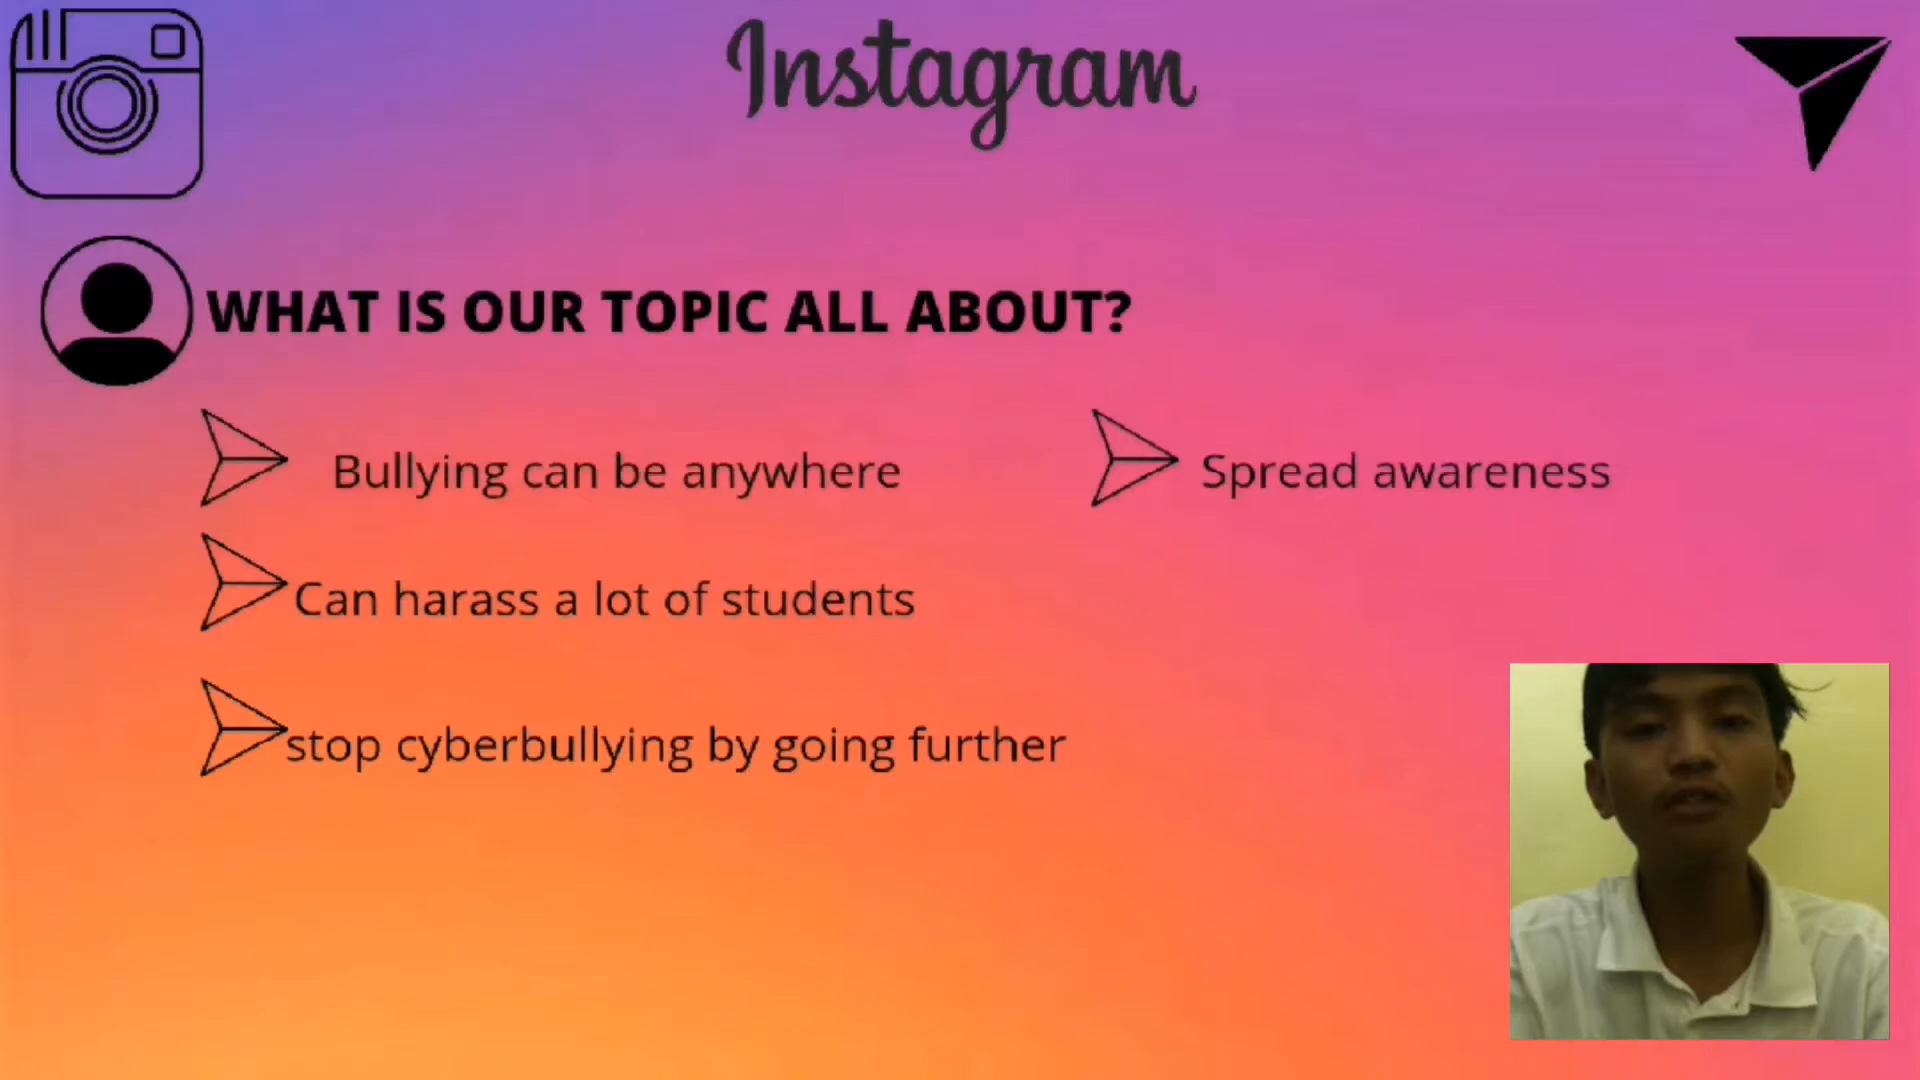 Instagram
WHAT IS OUR TOPIC ALL ABOUT?
Bullying can be anywhere
Spread awareness
Can harass a lot of students
stop cyberbullying by going further